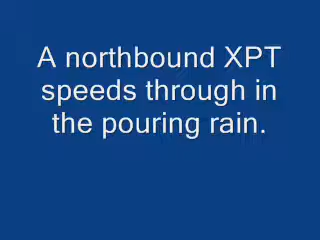 A northbound XPT
speeds through in
the pouring rain.